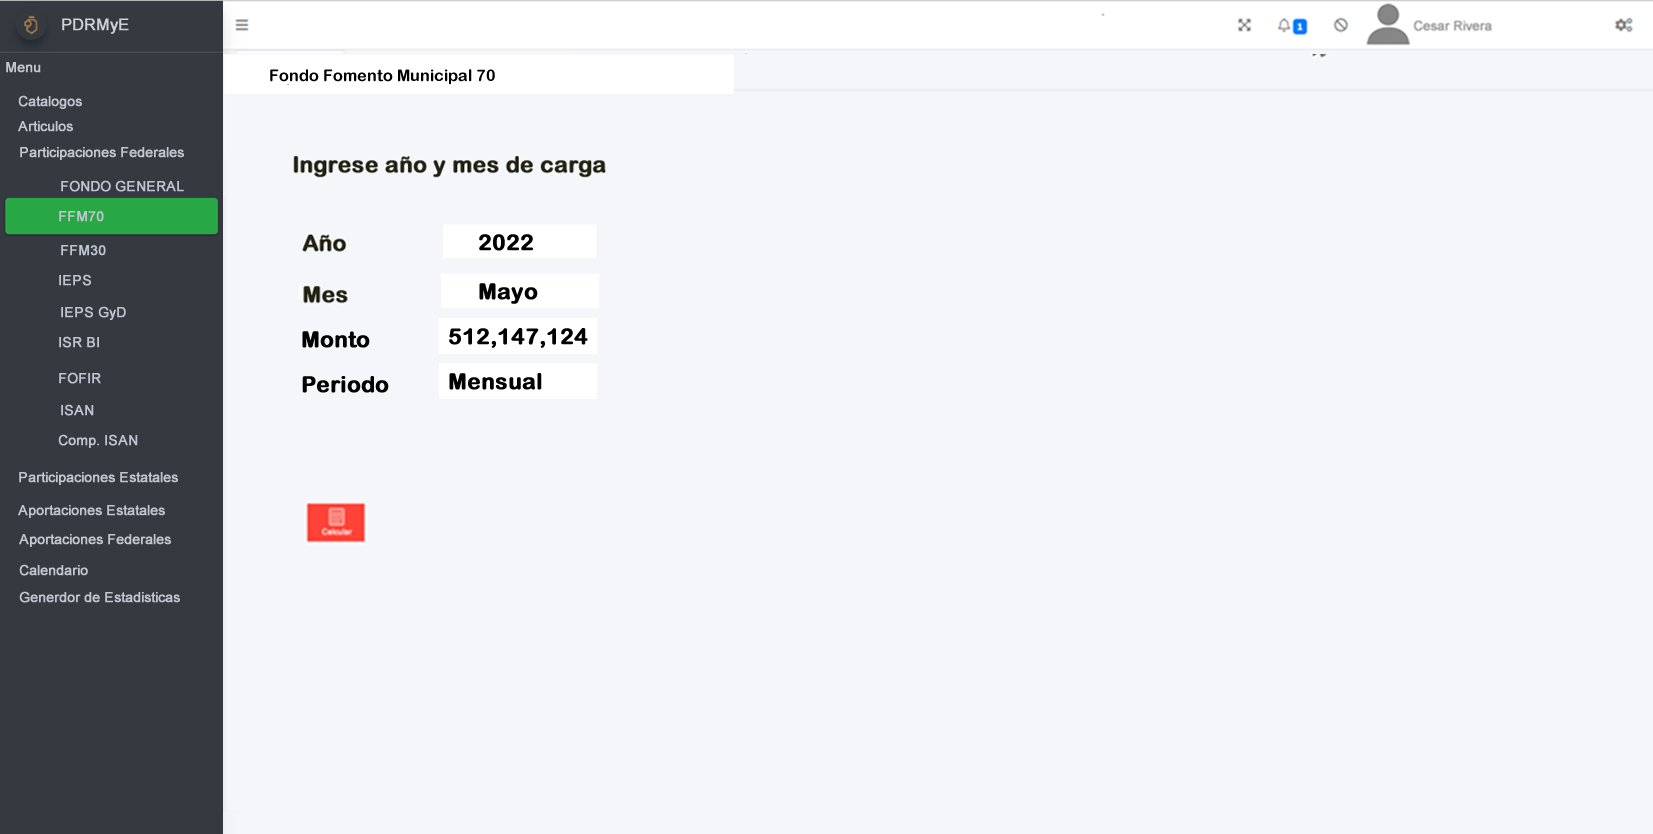 PDRMyE
1
Cesar Rivera
Menu
Catalogos
Articulos
Participaciones Federales
FONDO GENERAL
FFM70
FFM30
IEPS
IEPS GyD
ISR BI
FOFIR
ISAN
Comp. ISAN
Participaciones Estatales
Aportaciones Estatales
Aportaciones Federales
Calendario
Generdor de Estadisticas
Fondo Fomento Municipal 70
Ingrese año y mes de carga
Año 2022
Mes Mayo
Monto 512,147,124
Periodo Mensual
Calcular